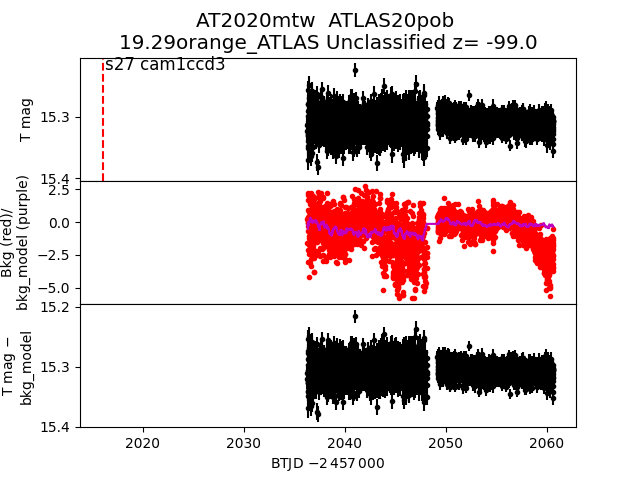 AT2020mtw  ATLAS20pob
19.29orange_ATLAS Unclassified z= -99.0
s27 cam1ccd3
T mag
15.3
15.4
Bkg (red)/
bkg_model (purple)
2.5
0.0
−2.5
−5.0
T mag −
bkg_model
15.2
15.3
15.4
2020
2030
2040
2050
2060
BTJD −2 457 000